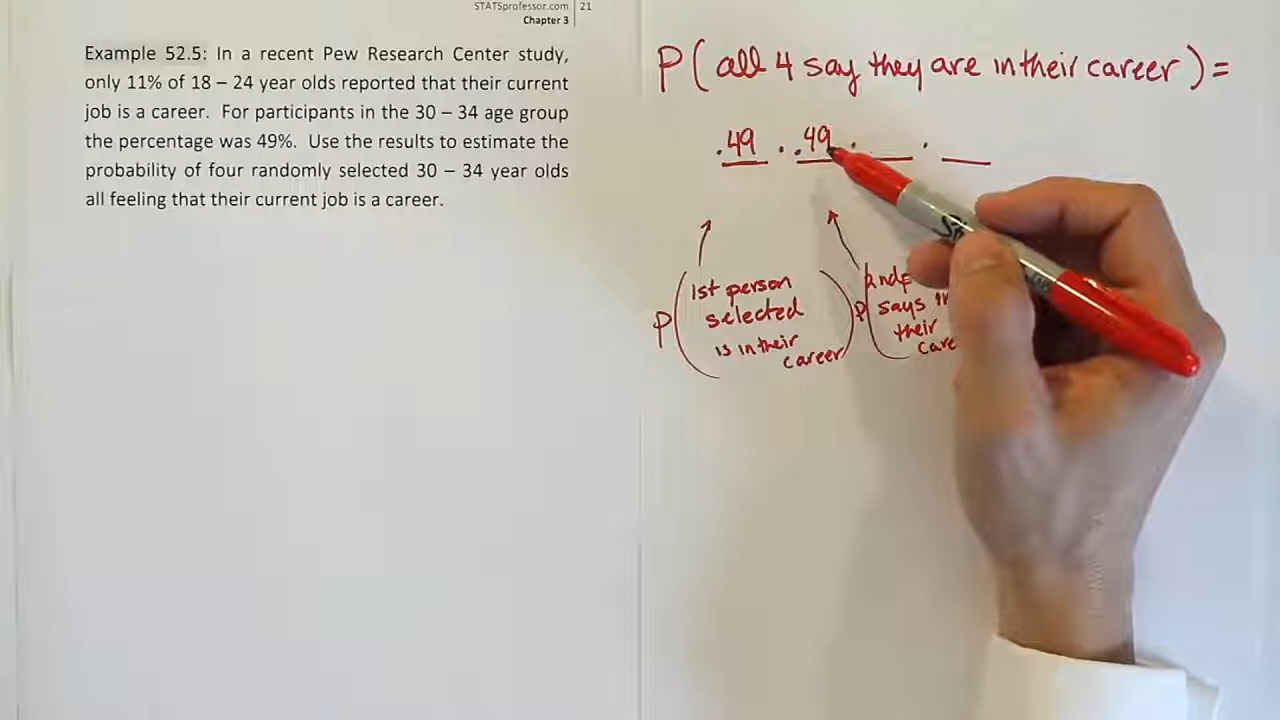 STATSprofessor.com 21
Chapter 3
Example 52.5: In a recent Pew Research Center study,
only 11% of 18 – 24 year olds reported that their current
job is a career. For participants in the 30 – 34 age group
the percentage was 49%. Use the results to estimate the
probability of four randomly selected 30 – 34 year olds
all feeling that their current job is a career.
P( all 4 say they are in their career ) =
.49 · .49 · __ · __
P( 1st person
selected
is in their
career )
P(
says
their